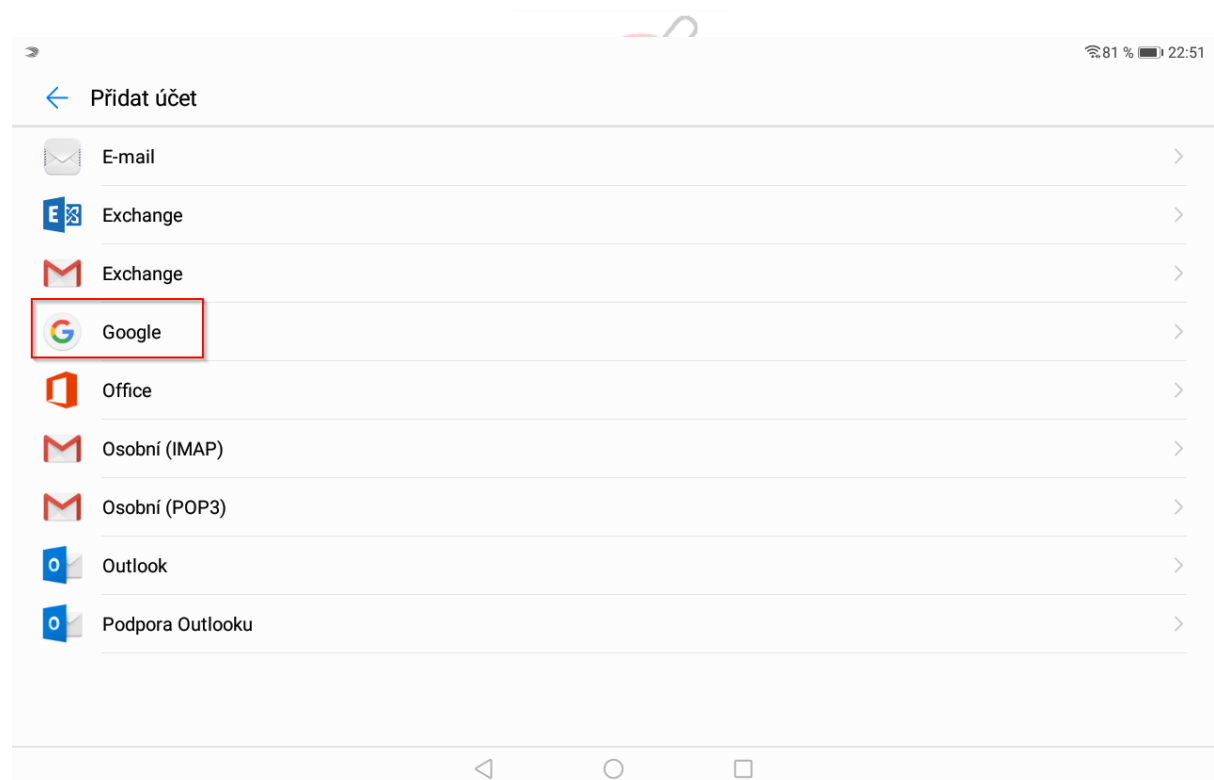 81 % 22:51
Přidat účet
E-mail
Exchange
Exchange
Google
Office
Osobní (IMAP)
Osobní (POP3)
Outlook
Podpora Outlooku